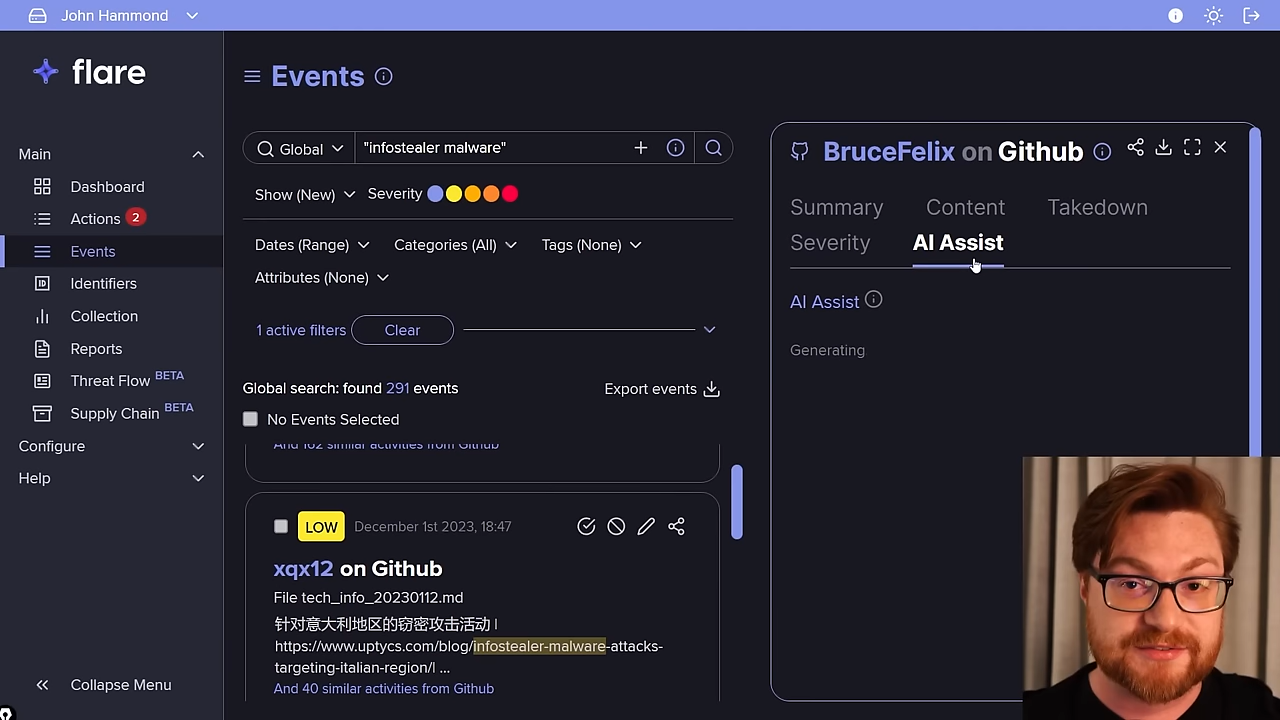 John Hammond
flare
Main
Dashboard
Actions 2
Events
Identifiers
Collection
Reports
Threat Flow BETA
Supply Chain BETA
Configure
Help
Collapse Menu
Events
Global "infostealer malware"
Show (New) Severity
Dates (Range) Categories (All) Tags (None)
Attributes (None)
1 active filters Clear
Global search: found 291 events Export events
No Events Selected
And 162 similar activities from Github
LOW December 1st 2023, 18:47
xqx12 on Github
File tech_info_20230112.md
针对意大利地区的窃密攻击活动 |
https://www.uptycs.com/blog/infostealer-malware-attacks-
targeting-italian-region/| ...
And 40 similar activities from Github
BruceFelix on Github
Summary Content Takedown
Severity AI Assist
AI Assist
Generating